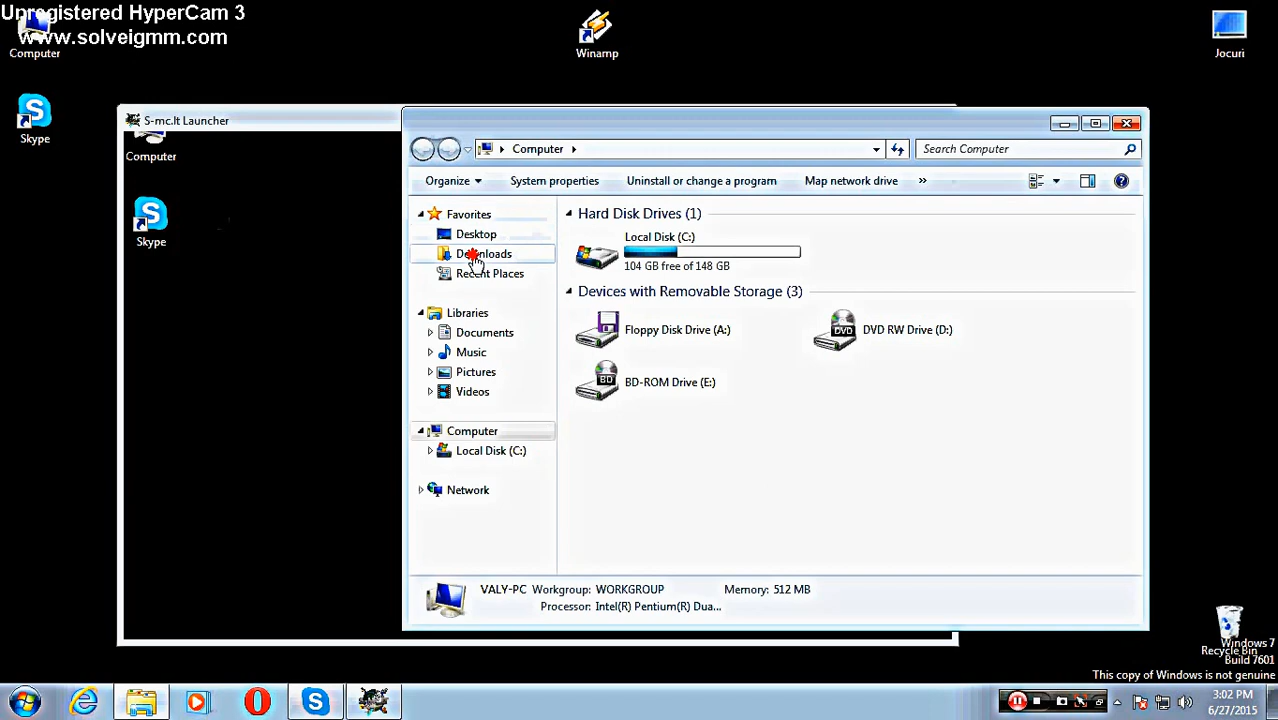 Unregistered HyperCam 3
www.solveigmm.com
Computer
Winamp
Jocuri
Skype
S-mc.lt Launcher
Computer
Skype
Computer
Search Computer
Organize
System properties
Uninstall or change a program
Map network drive
»
Favorites
Desktop
Downloads
Recent Places
Libraries
Documents
Music
Pictures
Videos
Computer
Local Disk (C:)
Network
Hard Disk Drives (1)
Local Disk (C:)
104 GB free of 148 GB
Devices with Removable Storage (3)
Floppy Disk Drive (A:)
DVD RW Drive (D:)
BD-ROM Drive (E:)
VALY-PC Workgroup: WORKGROUP Memory: 512 MB
Processor: Intel(R) Pentium(R) Dua...
Recycle Bin
Windows 7
Build 7601
This copy of Windows is not genuine
3:02 PM
6/27/2015